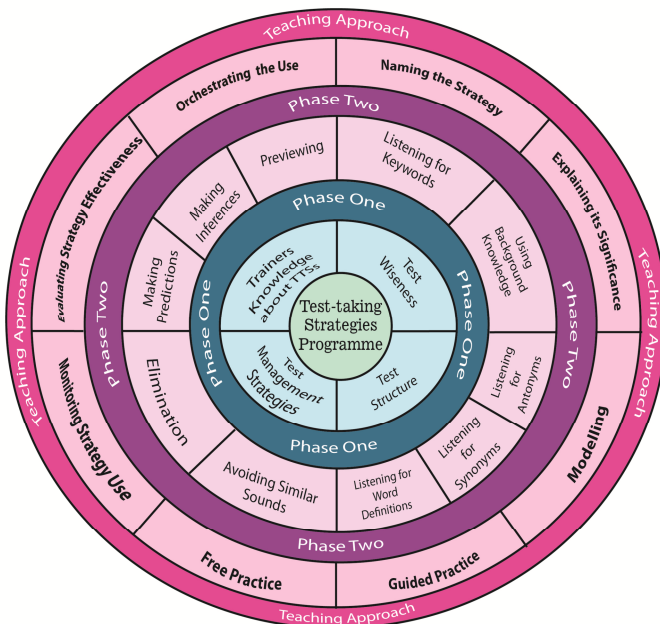 Teaching Approach
Orchestrating the Use
Naming the Strategy
Explaining its Significance
Teaching Approach
Modelling
Guided Practice
Teaching Approach
Free Practice
Monitoring Strategy Use
Teaching Approach
Evaluating Strategy Effectiveness
Phase Two
Phase Two
Phase Two
Phase Two
Previewing
Listening for
Keywords
Using
Background
Knowledge
Listening
for
Antonyms
Listening
for
Synonyms
Listening for
Word
Definitions
Avoiding Similar
Sounds
Elimination
Making
Predictions
Making
Inferences
Phase One
Phase One
Phase One
Phase One
Trainers
Knowledge
about TTSs
Test
Wiseness
Test
Structure
Test
Management
Strategies
Test-taking
Strategies
Programme